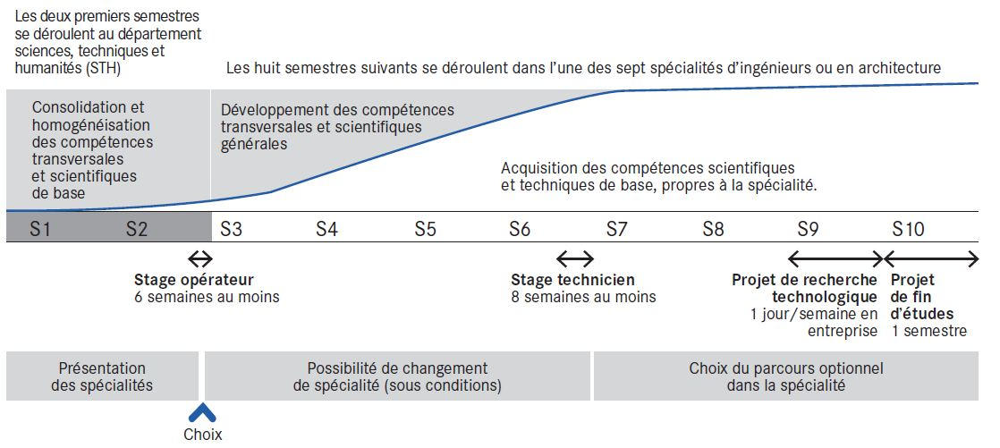 Les deux premiers semestres
se déroulent au département
sciences, techniques et
humanités (STH)
Les huit semestres suivants se déroulent dans l'une des sept spécialités d'ingénieurs ou en architecture
Consolidation et
homogénéisation
des compétences
transversales
et scientifiques
de base
Développement des compétences
transversales et scientifiques
générales
Acquisition des compétences scientifiques
et techniques de base, propres à la spécialité.
S1 S2 S3 S4 S5 S6 S7 S8 S9 S10
Stage opérateur
6 semaines au moins
Stage technicien
8 semaines au moins
Projet de recherche
technologique
1 jour/semaine en
entreprise
Projet
de fin
d'études
1 semestre
Présentation
des spécialités
Possibilité de changement
de spécialité (sous conditions)
Choix du parcours optionnel
dans la spécialité
Choix